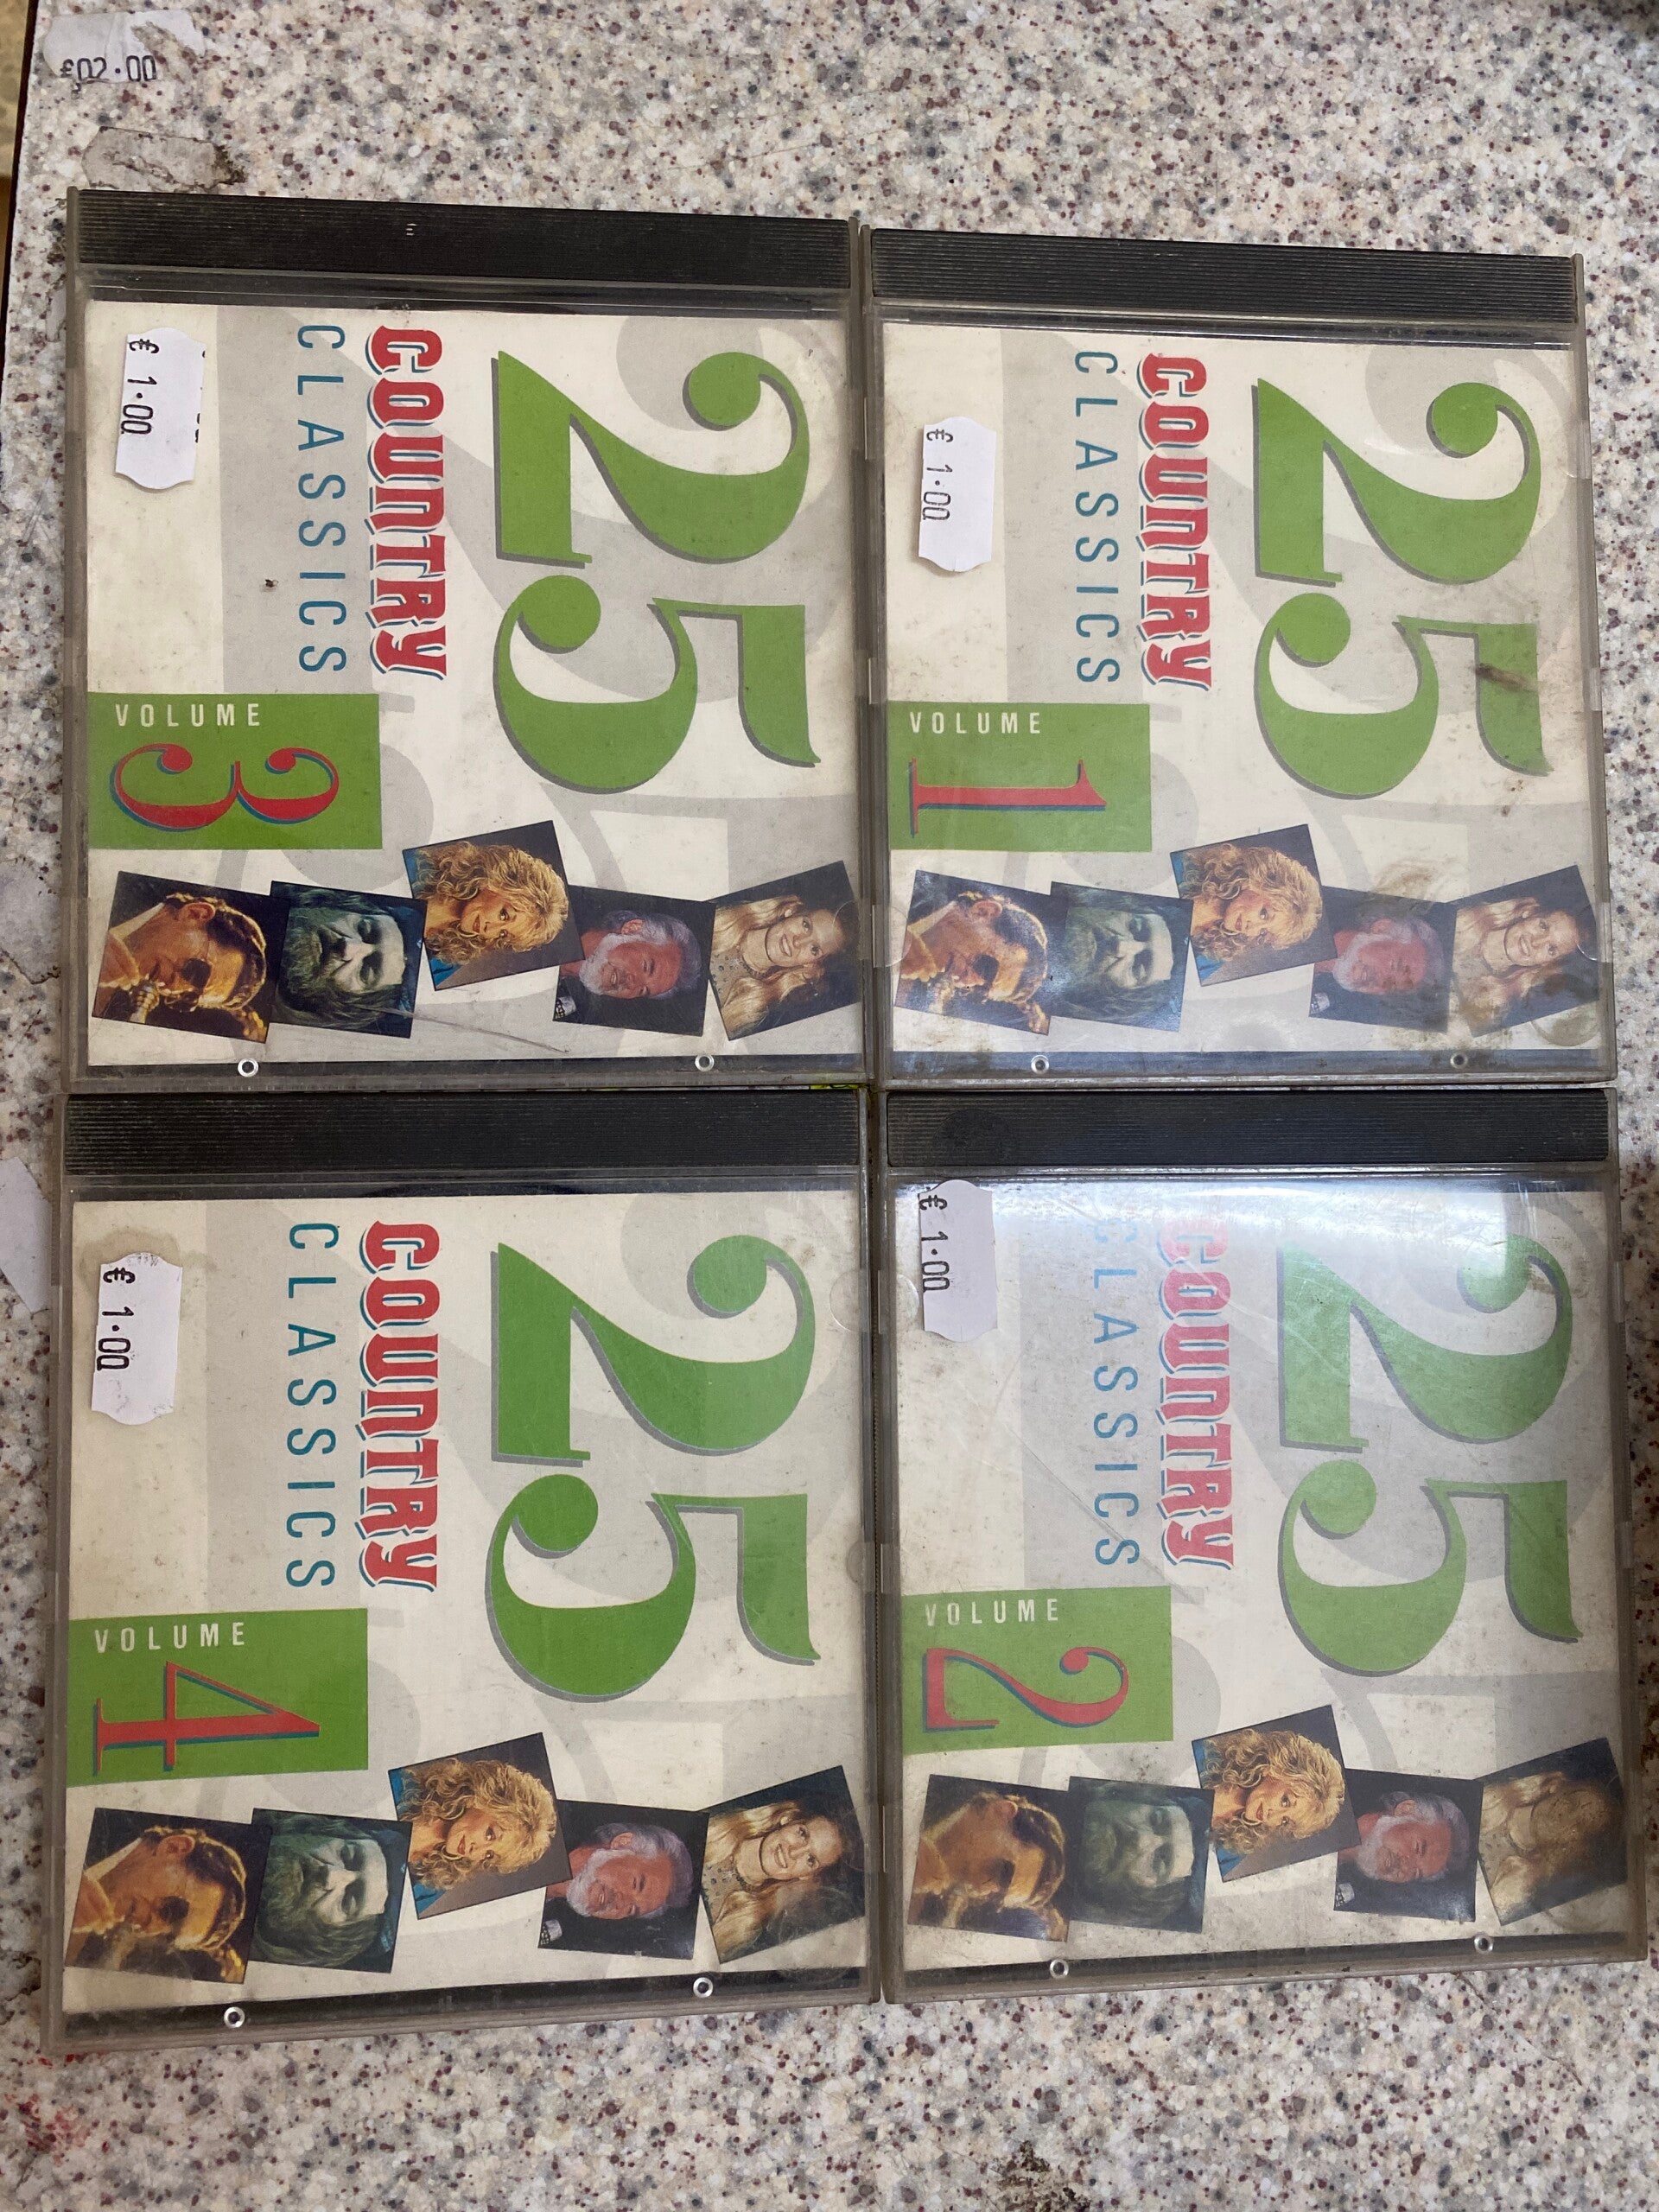 €02.00
25
COUNTRY
CLASSICS
VOLUME
3
€ 1.00
25
COUNTRY
CLASSICS
VOLUME
1
€ 1.00
25
COUNTRY
CLASSICS
VOLUME
4
€ 1.00
25
COUNTRY
CLASSICS
VOLUME
2
€ 1.00